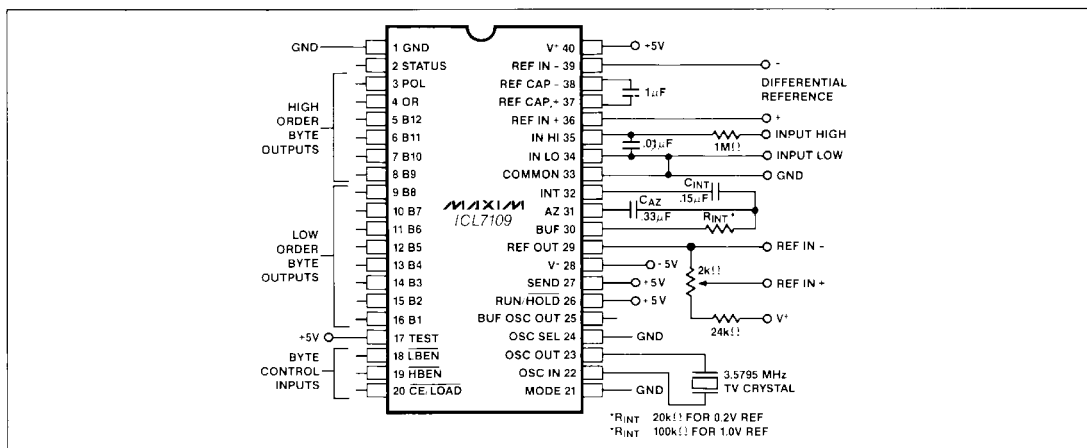 GND
1 GND
2 STATUS
3 POL
4 OR
5 B12
6 B11
7 B10
8 B9
9 B8
10 B7
11 B6
12 B5
13 B4
14 B3
15 B2
16 B1
17 TEST
18 LBEN
19 HBEN
20 CE/LOAD
HIGH
ORDER
BYTE
OUTPUTS
LOW
ORDER
BYTE
OUTPUTS
+5V
BYTE
CONTROL
INPUTS
MAXIM
ICL7109
V+ 40
REF IN - 39
REF CAP - 38
REF CAP + 37
REF IN + 36
IN HI 35
IN LO 34
COMMON 33
INT 32
AZ 31
BUF 30
REF OUT 29
V- 28
SEND 27
RUN/HOLD 26
BUF OSC OUT 25
OSC SEL 24
OSC OUT 23
OSC IN 22
MODE 21
+5V
-
DIFFERENTIAL
REFERENCE
1µF
+
INPUT HIGH
.01µF
1MΩ
INPUT LOW
GND
CINT
.15µF
CAZ
.33µF
RINT*
REF IN -
2kΩ
-5V
+5V
REF IN +
+5V
V+
24kΩ
GND
3.5795 MHz
TV CRYSTAL
GND
*RINT 20kΩ FOR 0.2V REF
*RINT 100kΩ FOR 1.0V REF